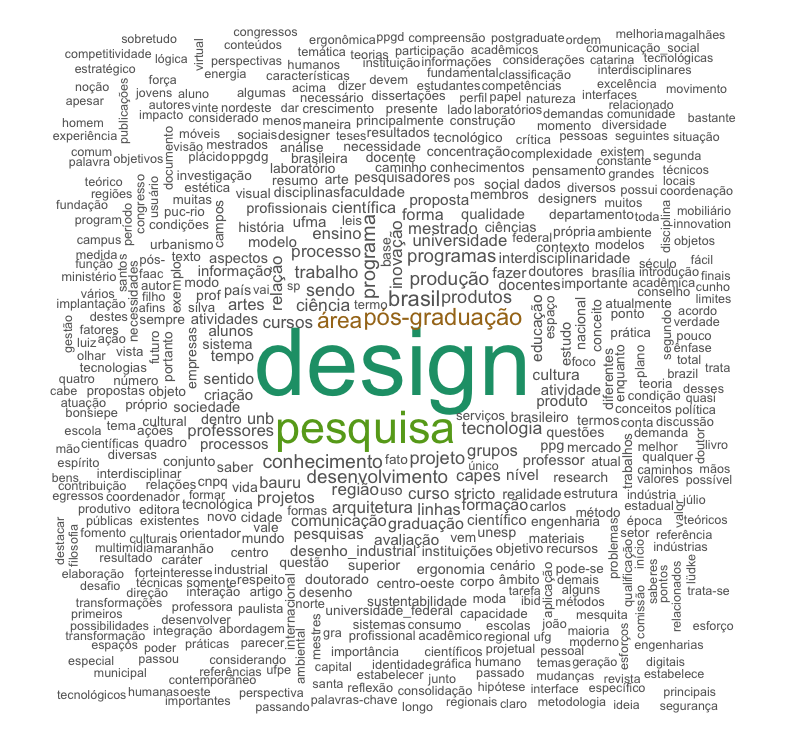 sobretudo congressos ergonômica ppgd compreensão postgraduate ordem melhoria magalhães
competitividade lógica virtual conteúdos temática teorias participação acadêmicos comunicação_social
estratégico perspectivas humanos instituição informações considerações catarina tecnológicas
noção força energia características devem fundamental classificação interdisciplinares
apesar publicações jovens aluno algumas acima dizer estudantes competências excelência movimento
autores vinte nordeste necessário dissertações perfil papel natureza interfaces relacionado
homem impacto considerado menos dar crescimento presente lado laboratórios demandas comunidade bastante
experiência móveis sociais designer maneira principalmente construção momento diversidade
comum documento visão mestrados análise teses resultados tecnológico crítica pessoas seguintes situação
palavra objetivos plácido ppgdg brasileira necessidade docente concentração complexidade existem constante segunda
teórico usuário investigação laboratório caminho conhecimentos pensamento grandes técnicos
regiões congresso estética resumo arte pesquisadores pos social dados diversos possui locais
fundação muitas visual disciplinas faculdade membros designers muitos disciplina coordenação
program período puc-rio campos profissionais científica proposta departamento toda mobiliário
condições história ufma leis programa base inovação forma qualidade própria ambiente innovation
campus urbanismo modelo ensino mestrado ciências federal contexto modelos divisão objetos
medida santos pós- texto aspectos relação processo universidade interdisciplinaridade século fácil
função faac exemplo informação trabalho programas doutores brasília introdução finais
ministério necessidades autor modo país vai sp sendo produção fazer docentes importante acadêmica cunho
vários filho prof artes ciência termo brasil produtos educação espaço nacional atualmente conselho limites
implantação afins silva cursos área pós-graduação estudo conceito ponto segundo acordo
destes sempre atividades alunos prática verdade
gestão fatores futuro empresas sistema design foco diferentes enquanto plano pouco
luiz vista portanto tempo brazil ênfase
olhar tecnologias total
quatro número sentido cultura teoria trata
cabe propostas objeto criação atividade condições desses
atuação próprio sociedade produto conceitos quasi política
bonsiepe cultural dentro unb pesquisa serviços brasileiro termos conta discussão
escola tema ações professores tecnologia questões demanda
mão científicas quadro processos ppg mercado trabalhos melhor doutor livro
espírito diversas conjunto saber conhecimento fato projeto grupos professor atual qualquer
bens interdisciplinar cnpq bauru desenvolvimento único capes nível research caminhos mãos
contribuição relações vida região uso valores possível
egressos coordenador formar projetos curso stricto realidade estrutura indústria
produtivo editora tecnológica formas arquitetura linhas formação carlos método estadual valor júlio
destacar filosofia públicas existentes novo cidade comunicação graduação científico engenharia época teóricos
fomento culturais orientador vale mundo pesquisas avaliação vem unesp materiais problemas setor referência
multimídia maranhão centro desenho_industrial instituições objetivo recursos início indústrias
resultado caráter questão superior ergonomia cenário pode-se qualificação
elaboração forte interesse industrial doutorado centro-oeste corpo âmbito demais saberes pontos lüdke
desafio técnicas somente respeito desenho tarefa aplicação alguns trata-se
direção interação artigo internacional sustentabilidade moda ibid métodos comissão relacionados
transformações professora paulista norte universidade_federal capacidade mesquita
primeiros desenvolver mestres sistemas consumo escolas joão esforço
possibilidades integração abordagem gra profissional acadêmico regional ufg maioria esforços
transformação práticas parecer importância científicos projetual moderno engenharias
espaços poder ambiental pessoal
especial passou considerando capital identidade gráfica humano temas geração digitais
municipal referências ufpe estabelecer passado mudanças estabelece
contemporâneo santa reflexão junto hipótese revista
tecnológicos humanas oeste perspectiva consolidação interface específico principais
importantes passando palavras-chave longo regionais claro metodologia ideia segurança